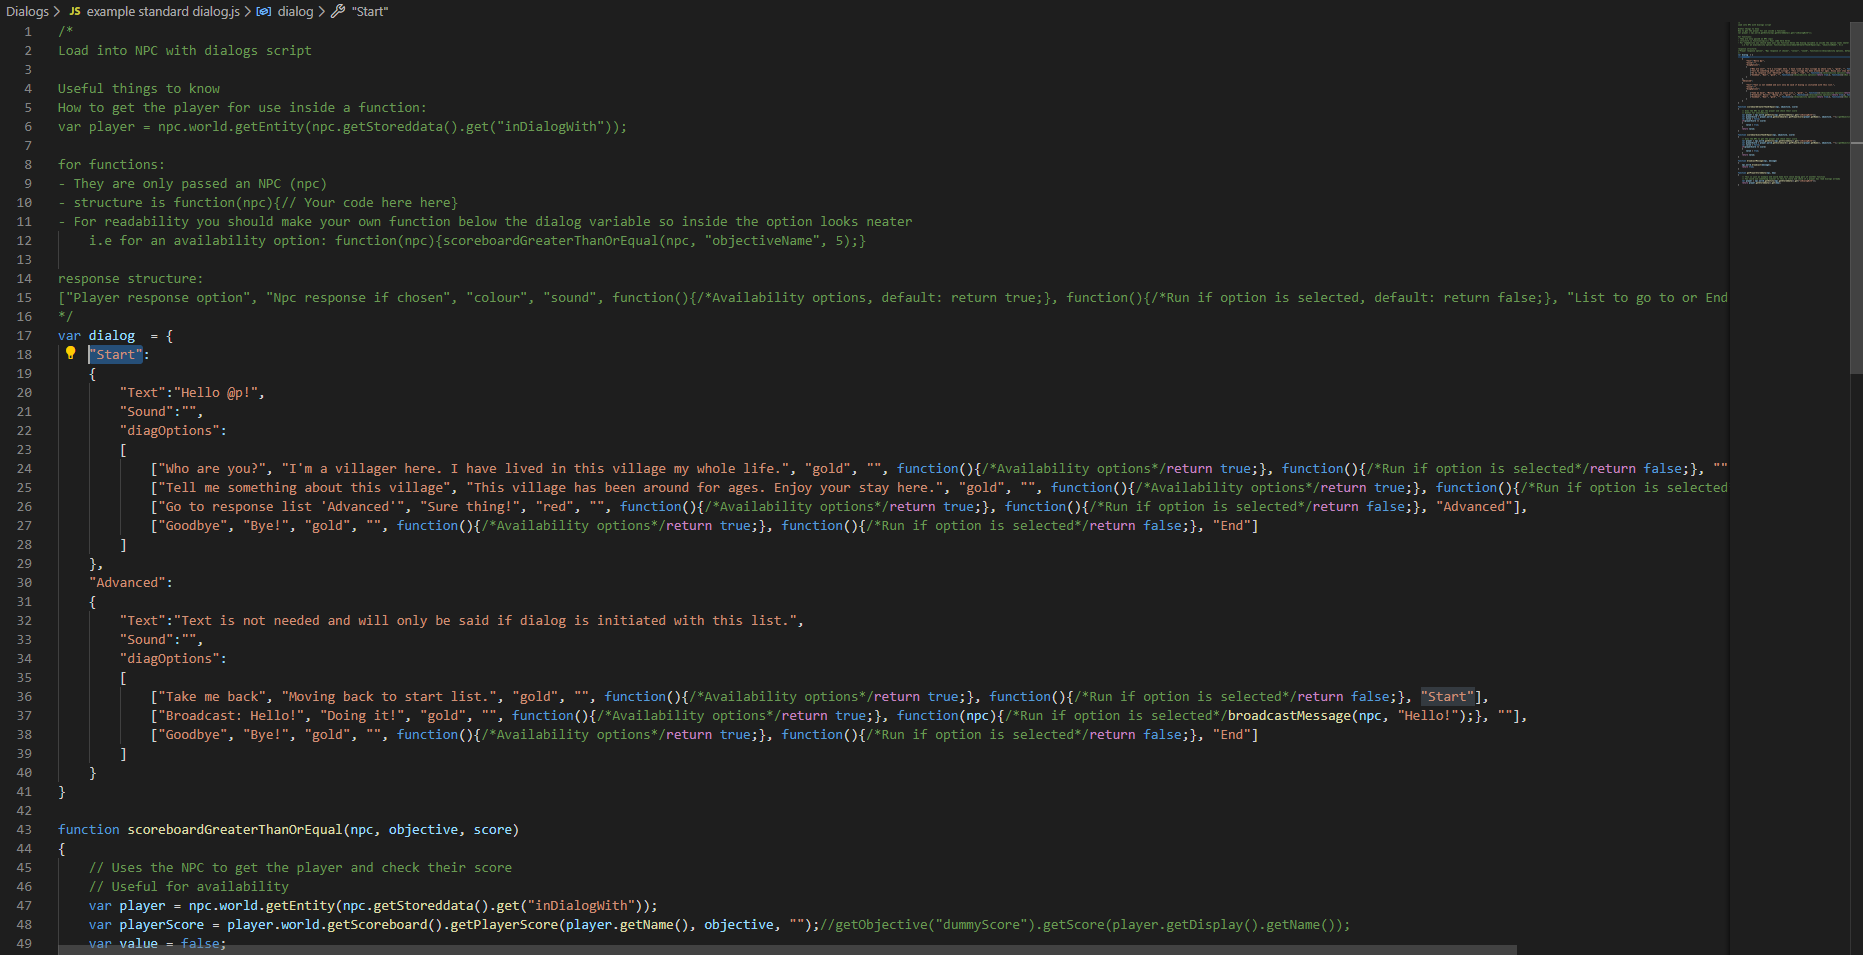 Dialogs > JS example standard dialog.js > dialog > "Start"
1 /*
2 Load into NPC with dialogs script
3
4 Useful things to know
5 How to get the player for use inside a function:
6 var player = npc.world.getEntity(npc.getStoreddata().get("inDialogWith"));
7
8 for functions:
9 - They are only passed an NPC (npc)
10 - structure is function(npc){// Your code here here}
11 - For readability you should make your own function below the dialog variable so inside the option looks neater
12     i.e for an availability option: function(npc){scoreboardGreaterThanOrEqual(npc, "objectiveName", 5);}
13
14 response structure:
15 ["Player response option", "Npc response if chosen", "colour", "sound", function(){/*Availability options, default: return true;}, function(){/*Run if option is selected, default: return false;}, "List to go to or End
16 */
17 var dialog  = {
18     "Start":
19     {
20         "Text":"Hello @p!",
21         "Sound":"",
22         "diagOptions":
23         [
24             ["Who are you?", "I'm a villager here. I have lived in this village my whole life.", "gold", "", function(){/*Availability options*/return true;}, function(){/*Run if option is selected*/return false;}, ""
25             ["Tell me something about this village", "This village has been around for ages. Enjoy your stay here.", "gold", "", function(){/*Availability options*/return true;}, function(){/*Run if option is selected
26             ["Go to response list 'Advanced'", "Sure thing!", "red", "", function(){/*Availability options*/return true;}, function(){/*Run if option is selected*/return false;}, "Advanced"],
27             ["Goodbye", "Bye!", "gold", "", function(){/*Availability options*/return true;}, function(){/*Run if option is selected*/return false;}, "End"]
28         ]
29     },
30     "Advanced":
31     {
32         "Text":"Text is not needed and will only be said if dialog is initiated with this list.",
33         "Sound":"",
34         "diagOptions":
35         [
36             ["Take me back", "Moving back to start list.", "gold", "", function(){/*Availability options*/return true;}, function(){/*Run if option is selected*/return false;}, "Start"],
37             ["Broadcast: Hello!", "Doing it!", "gold", "", function(){/*Availability options*/return true;}, function(npc){/*Run if option is selected*/broadcastMessage(npc, "Hello!");}, ""],
38             ["Goodbye", "Bye!", "gold", "", function(){/*Availability options*/return true;}, function(){/*Run if option is selected*/return false;}, "End"]
39         ]
40     }
41 }
42
43 function scoreboardGreaterThanOrEqual(npc, objective, score)
44 {
45     // Uses the NPC to get the player and check their score
46     // Useful for availability
47     var player = npc.world.getEntity(npc.getStoreddata().get("inDialogWith"));
48     var playerScore = player.world.getScoreboard().getPlayerScore(player.getName(), objective, "");//getObjective("dummyScore").getScore(player.getDisplay().getName());
49     var value = false;